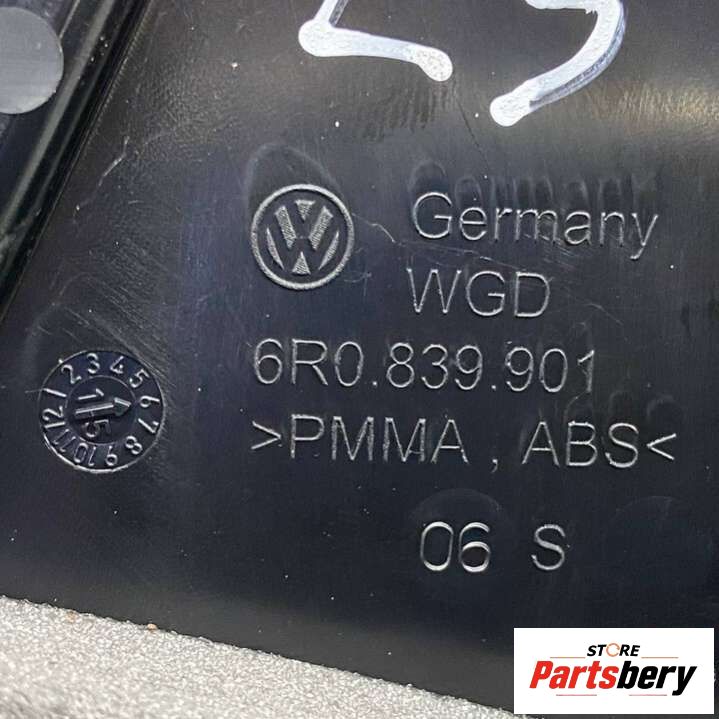 Germany
WGD
6R0.839.901
>PMMA , ABS<
06 S
1 2 3 4 5 6 7 8 9 10 11 12
15
STORE
Partsbery